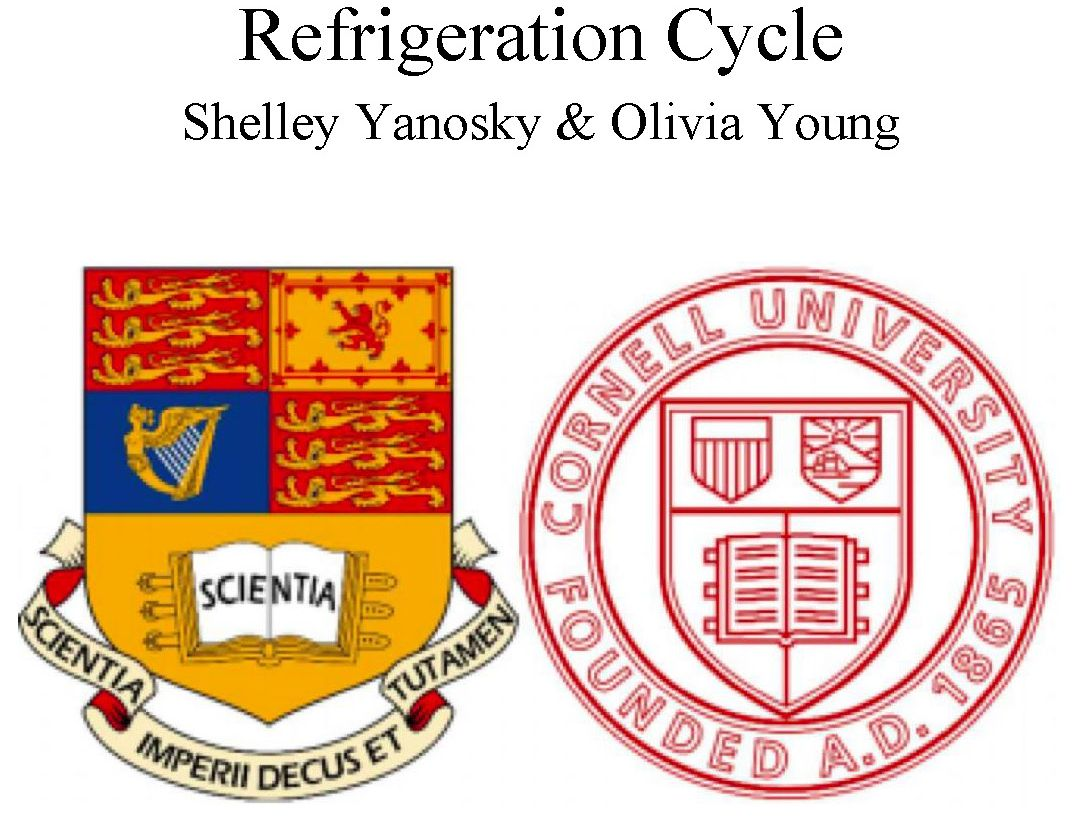 Refrigeration Cycle
Shelley Yanosky & Olivia Young
SCIENTIA
SCIENTIA
IMPERII DECUS ET
TUTAMEN
CORNELL UNIVERSITY
FOUNDED A.D. 1865